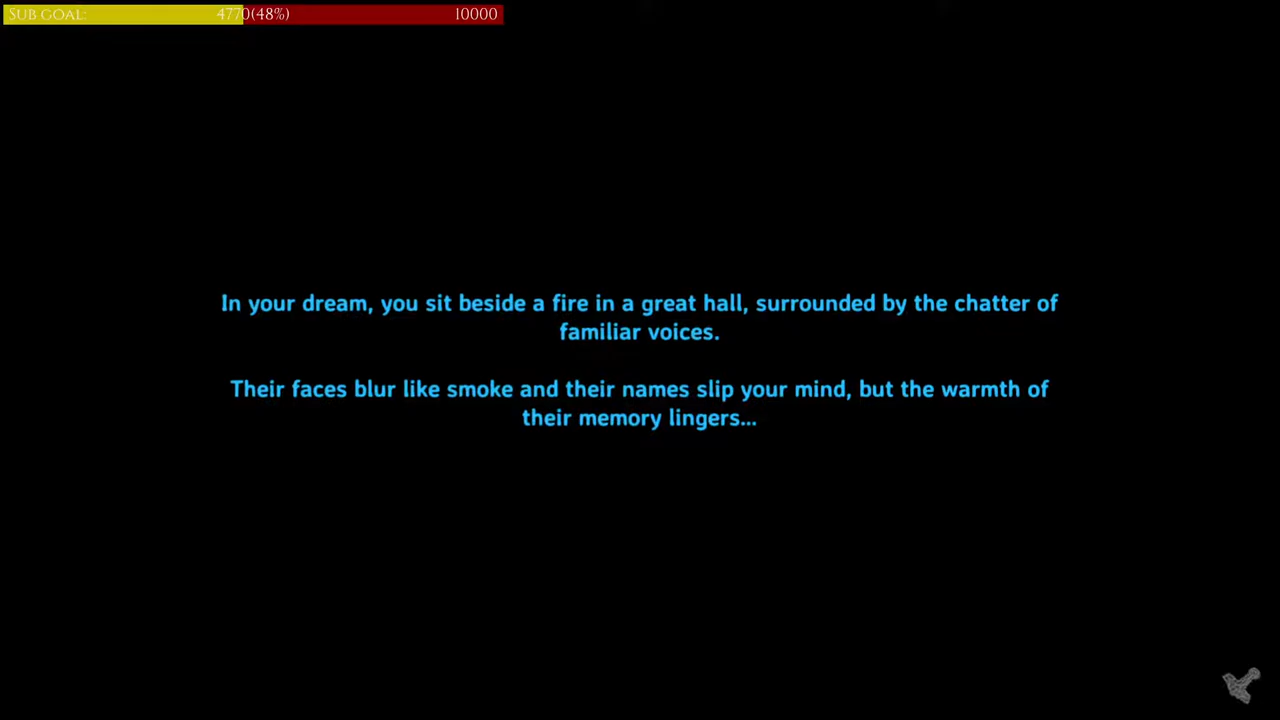 SUB GOAL: 4770(48%) 10000
In your dream, you sit beside a fire in a great hall, surrounded by the chatter of
familiar voices.
Their faces blur like smoke and their names slip your mind, but the warmth of
their memory lingers...